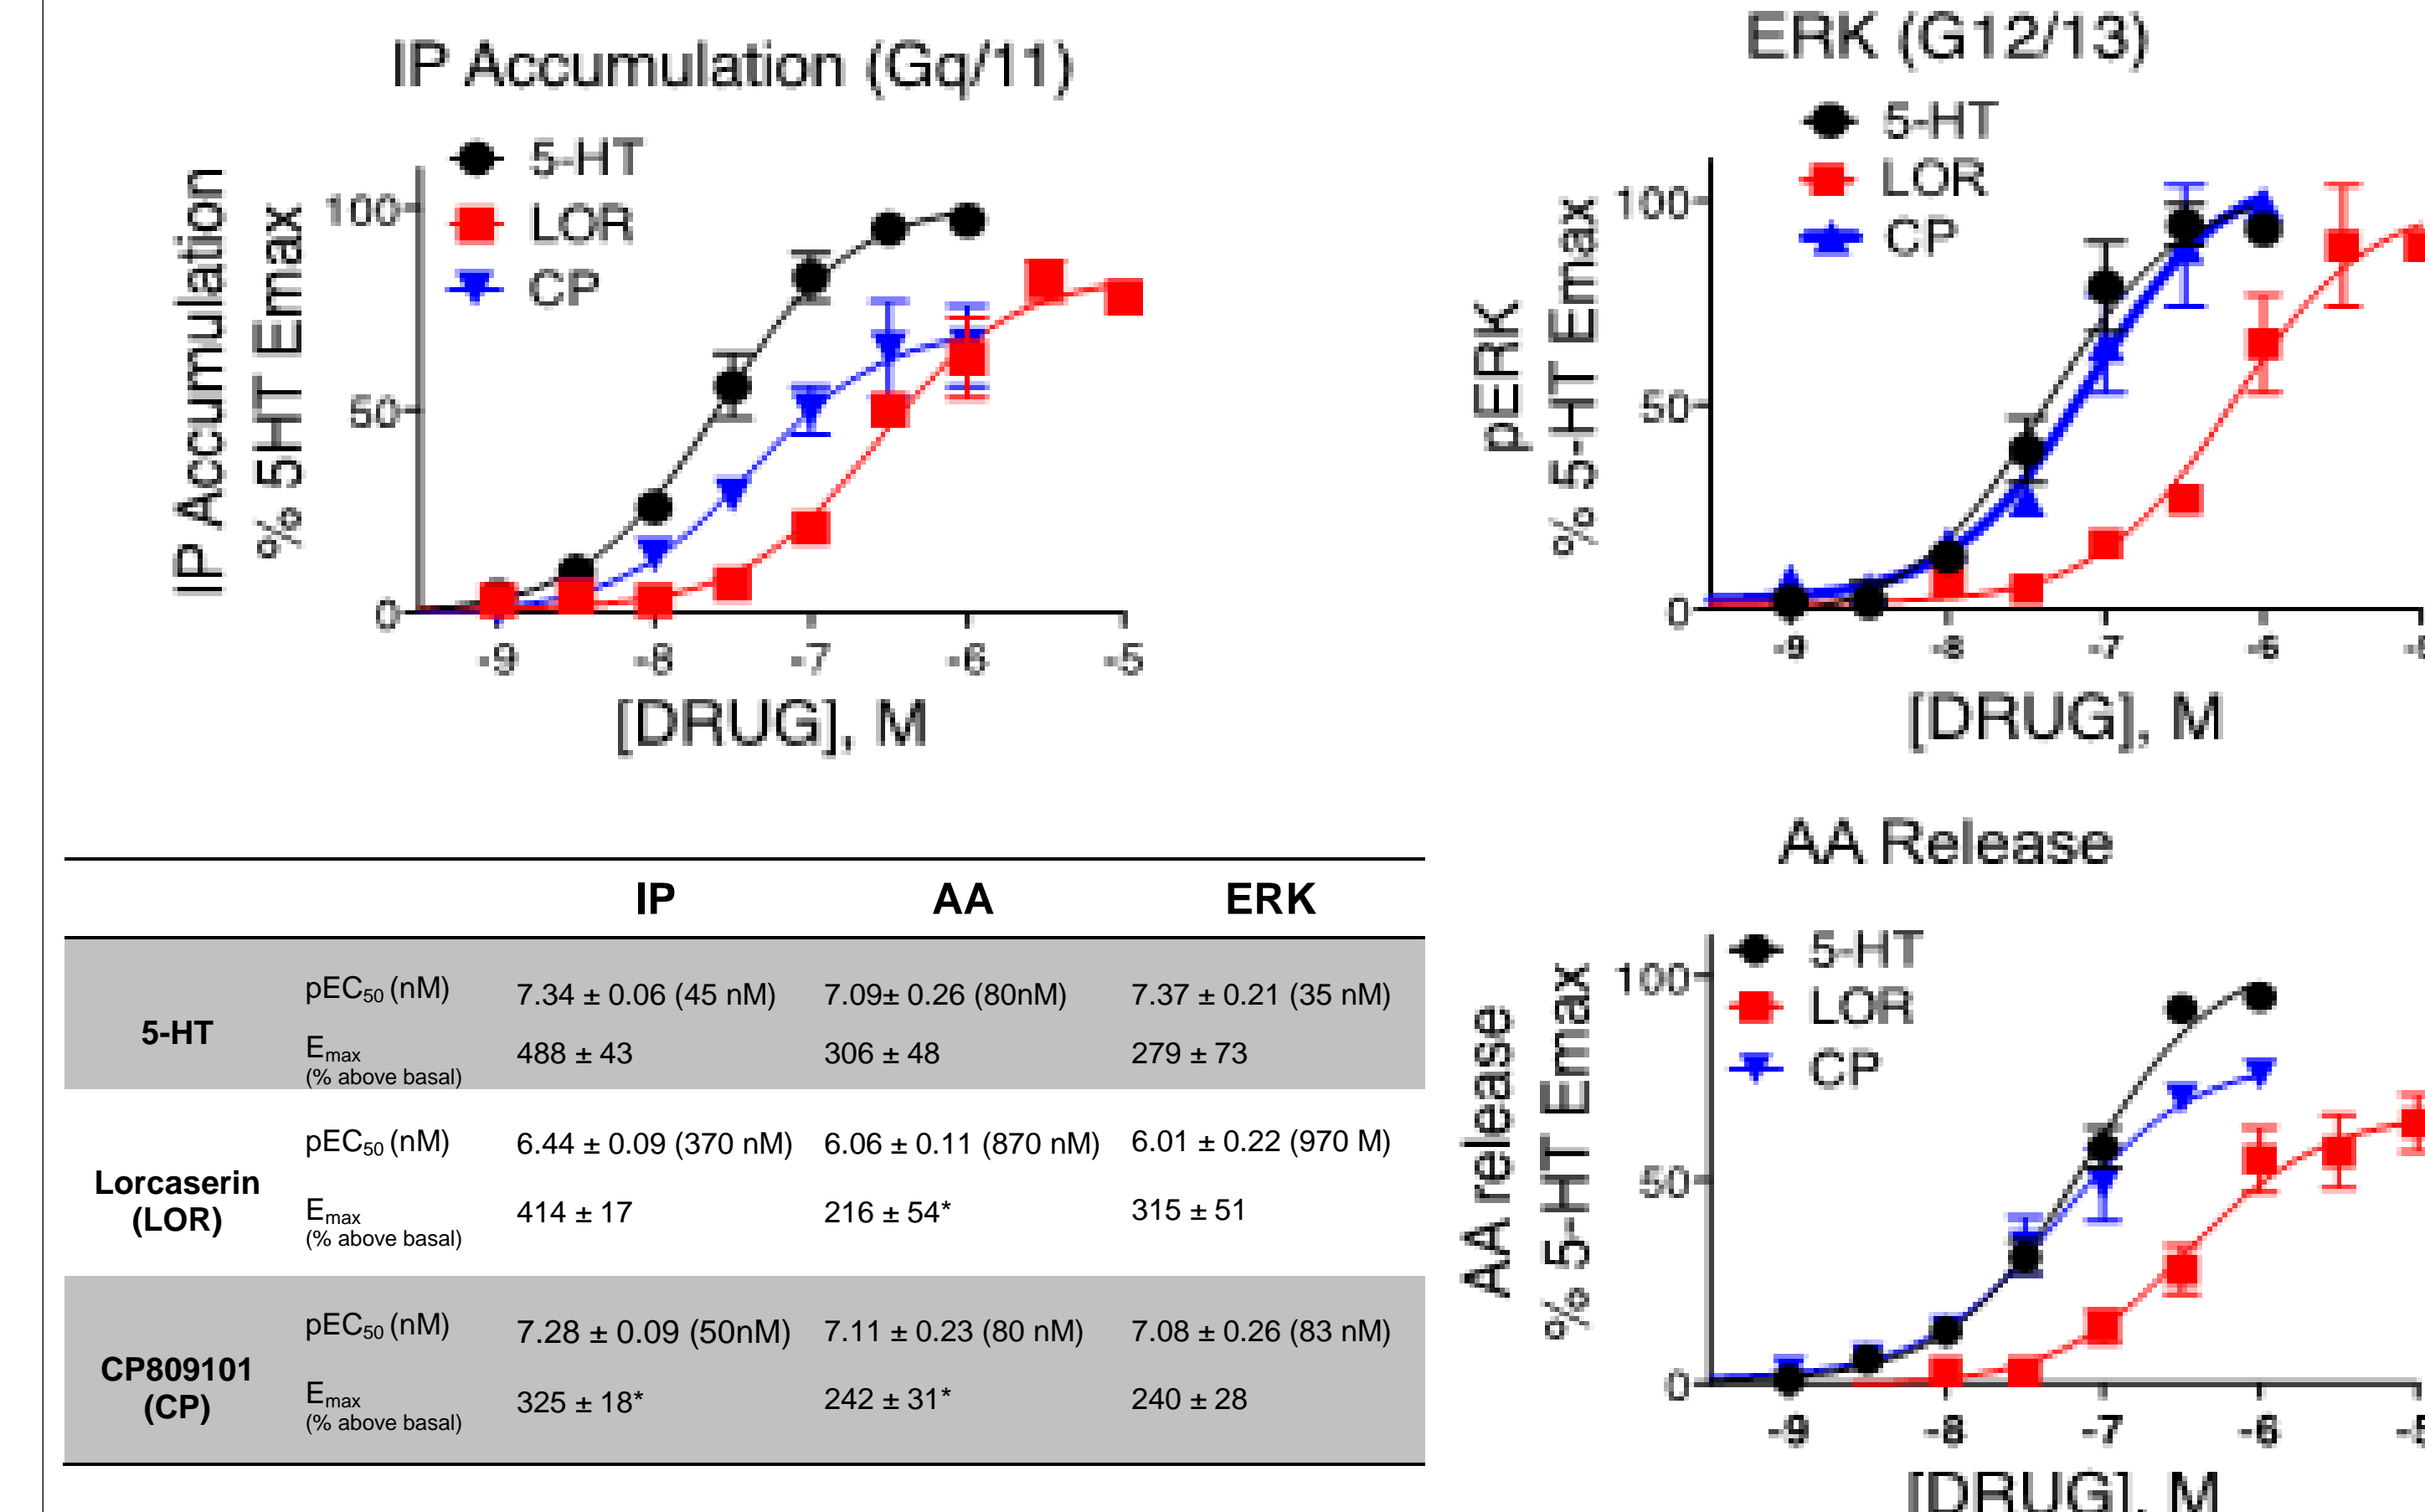 IP Accumulation (Gq/11)
5-HT
LOR
CP
IP Accumulation
% 5HT Emax
100
50
0
-9 -8 -7 -6 -5
[DRUG], M
ERK (G12/13)
5-HT
LOR
CP
pERK
% 5-HT Emax
100
50
0
-9 -8 -7 -6
[DRUG], M
IP AA ERK
5-HT
pEC50 (nM) 7.34 ± 0.06 (45 nM) 7.09± 0.26 (80nM) 7.37 ± 0.21 (35 nM)
Emax 488 ± 43 306 ± 48 279 ± 73
(% above basal)
Lorcaserin
(LOR)
pEC50 (nM) 6.44 ± 0.09 (370 nM) 6.06 ± 0.11 (870 nM) 6.01 ± 0.22 (970 M)
Emax 414 ± 17 216 ± 54* 315 ± 51
(% above basal)
CP809101
(CP)
pEC50 (nM) 7.28 ± 0.09 (50nM) 7.11 ± 0.23 (80 nM) 7.08 ± 0.26 (83 nM)
Emax 325 ± 18* 242 ± 31* 240 ± 28
(% above basal)
AA Release
5-HT
LOR
CP
AA release
% 5-HT Emax
100
50
0
-9 -8 -7 -6
[DRUG], M